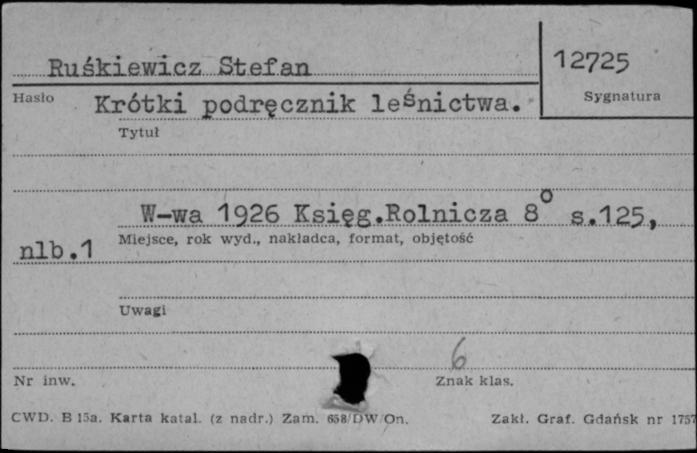 Ruśkiewicz Stefan
12725
Hasło
Sygnatura
Krótki podręcznik leśnictwa.
Tytuł
W-wa 1926 Księg.Rolnicza 8° s.125,
Miejsce, rok wyd., nakładca, format, objętość
nlb.1
Uwagi
6
Nr inw.
Znak klas.
CWD. B 15a. Karta katal. (z nadr.) Zam. 658/DW/On.
Zakł. Graf. Gdańsk nr 1757